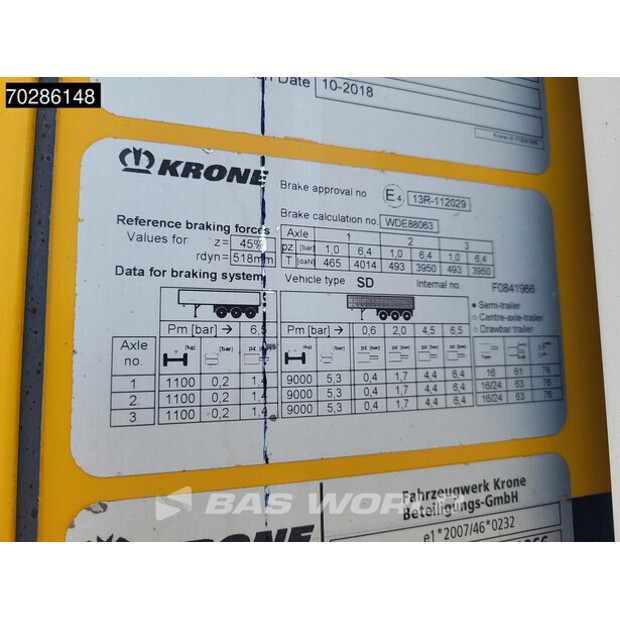 70286148
on Date 10-2018
KRONE
Brake approval no E4 13R-112029
Brake calculation no. WDE88063
Reference braking forces
Values for z= 45%
rdyn= 518mm
Axle 1 2 3
pz [bar] 1,0 6,4 1,0 6,4 1,0 6,4
T [daN] 465 4014 493 3950 493 3950
Data for braking system
Vehicle type SD Internal no. F0841966
Semi-trailer
Centre-axle-trailer
Drawbar trailer
Pm [bar] → 6,5 Pm [bar] → 0,6 2,0 4,5 6,5
Axle no.
[kg] [bar] [kg] [bar]
1 1100 0,2 1,4 9000 5,3 0,4 1,7 4,4 6,4 16 61 76
2 1100 0,2 1,4 9000 5,3 0,4 1,7 4,4 6,4 16/24 63 76
3 1100 0,2 1,4 9000 5,3 0,4 1,7 4,4 6,4 16/24 63 76
BAS WORLD
KRONE
Fahrzeugwerk Krone
Beteiligungs-GmbH
e1*2007/46*0232